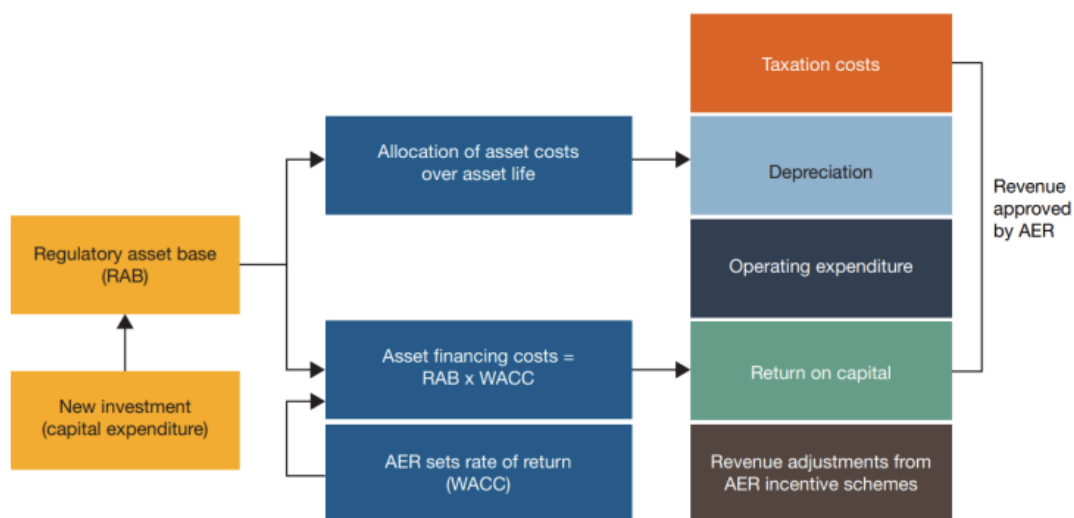 Taxation costs
Allocation of asset costs
over asset life
Depreciation
Revenue
approved
by AER
Regulatory asset base
(RAB)
Operating expenditure
Asset financing costs =
RAB x WACC
Return on capital
New investment
(capital expenditure)
AER sets rate of return
(WACC)
Revenue adjustments from
AER incentive schemes